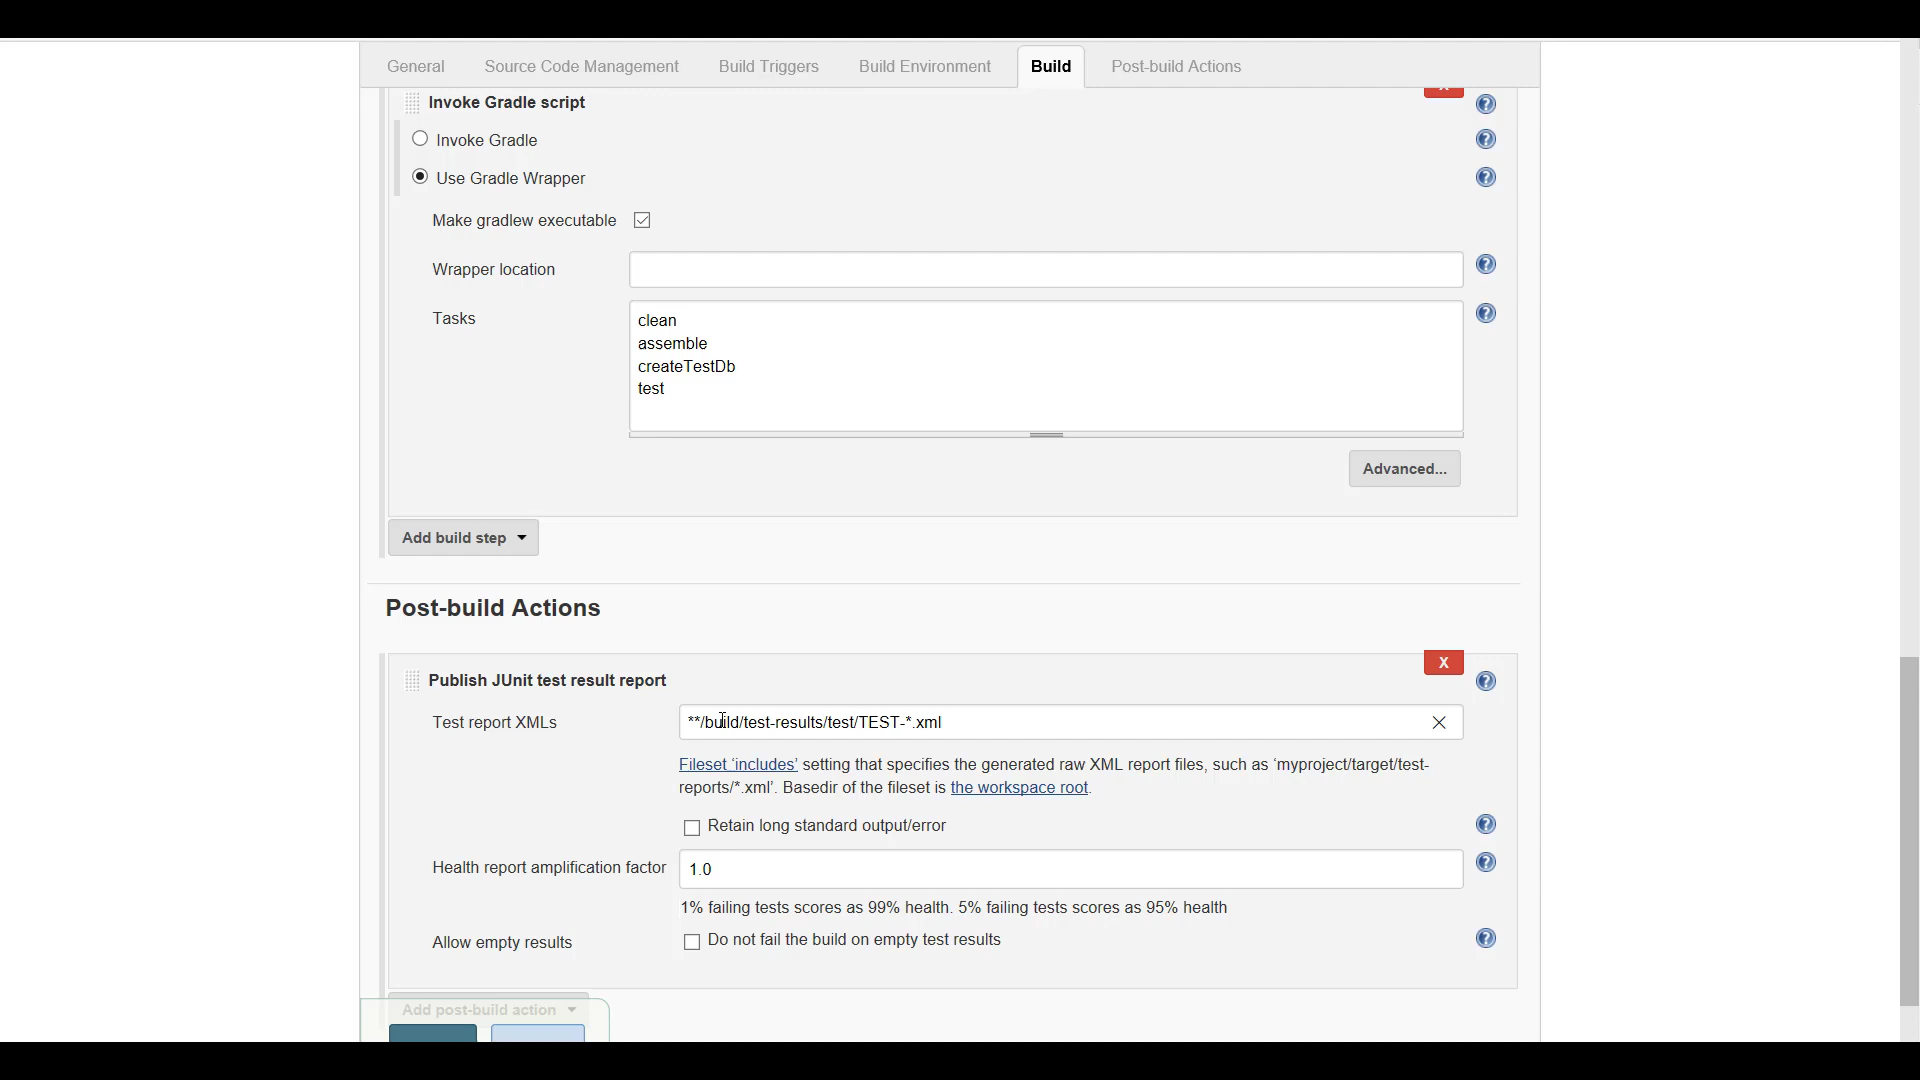 General Source Code Management Build Triggers Build Environment Build Post-build Actions
Invoke Gradle script
Invoke Gradle
Use Gradle Wrapper
Make gradlew executable
Wrapper location
Tasks
clean
assemble
createTestDb
test
Advanced...
Add build step
Post-build Actions
X
Publish JUnit test result report
Test report XMLs **/build/test-results/test/TEST-*.xml
Fileset ‘includes’ setting that specifies the generated raw XML report files, such as ‘myproject/target/test-
reports/*.xml’. Basedir of the fileset is the workspace root.
Retain long standard output/error
Health report amplification factor 1.0
1% failing tests scores as 99% health. 5% failing tests scores as 95% health
Allow empty results Do not fail the build on empty test results
Add post-build action